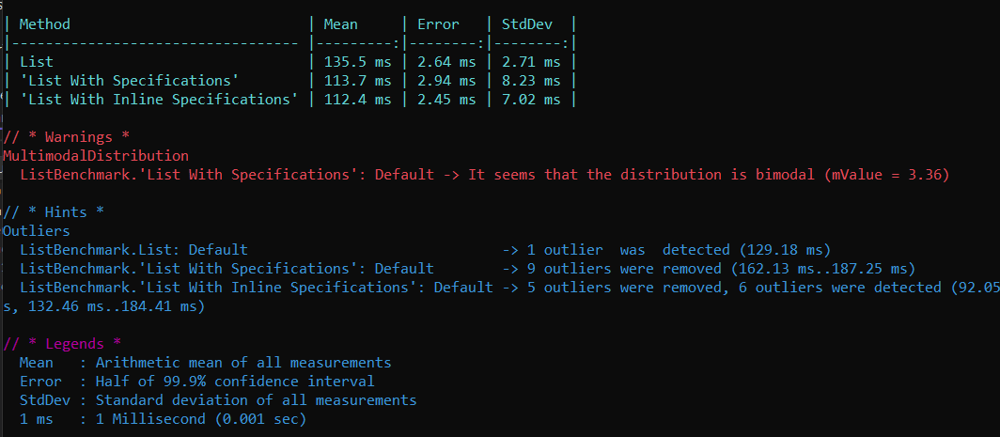 | Method                           | Mean     | Error   | StdDev  |
|--------------------------------- |---------:|--------:|--------:|
| List                             | 135.5 ms | 2.64 ms | 2.71 ms |
| 'List With Specifications'       | 113.7 ms | 2.94 ms | 8.23 ms |
| 'List With Inline Specifications' | 112.4 ms | 2.45 ms | 7.02 ms |
// * Warnings *
MultimodalDistribution
  ListBenchmark.'List With Specifications': Default -> It seems that the distribution is bimodal (mValue = 3.36)
// * Hints *
Outliers
  ListBenchmark.List: Default                              -> 1 outlier  was  detected (129.18 ms)
  ListBenchmark.'List With Specifications': Default        -> 9 outliers were removed (162.13 ms..187.25 ms)
  ListBenchmark.'List With Inline Specifications': Default -> 5 outliers were removed, 6 outliers were detected (92.05
s, 132.46 ms..184.41 ms)
// * Legends *
  Mean   : Arithmetic mean of all measurements
  Error  : Half of 99.9% confidence interval
  StdDev : Standard deviation of all measurements
  1 ms   : 1 Millisecond (0.001 sec)